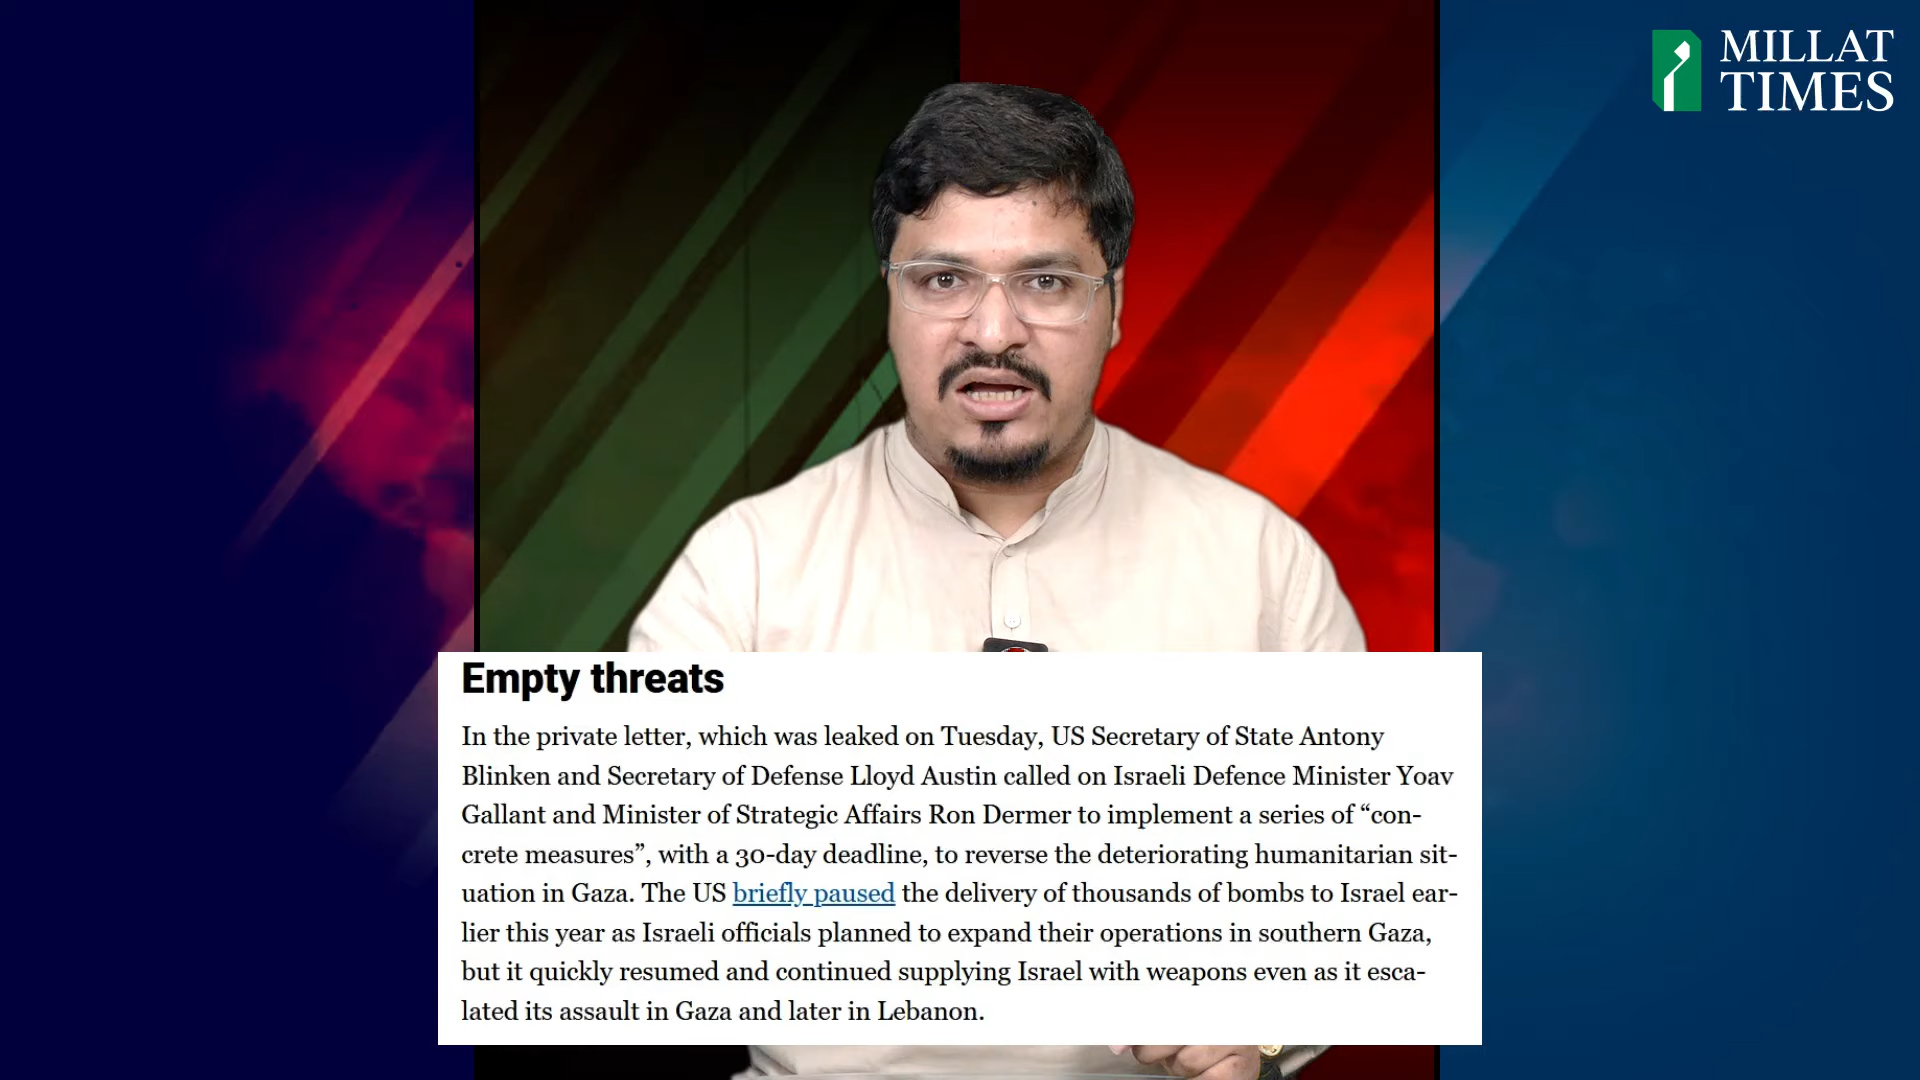 MILLAT
TIMES
Empty threats
In the private letter, which was leaked on Tuesday, US Secretary of State Antony
Blinken and Secretary of Defense Lloyd Austin called on Israeli Defence Minister Yoav
Gallant and Minister of Strategic Affairs Ron Dermer to implement a series of “con-
crete measures”, with a 30-day deadline, to reverse the deteriorating humanitarian sit-
uation in Gaza. The US briefly paused the delivery of thousands of bombs to Israel ear-
lier this year as Israeli officials planned to expand their operations in southern Gaza,
but it quickly resumed and continued supplying Israel with weapons even as it esca-
lated its assault in Gaza and later in Lebanon.